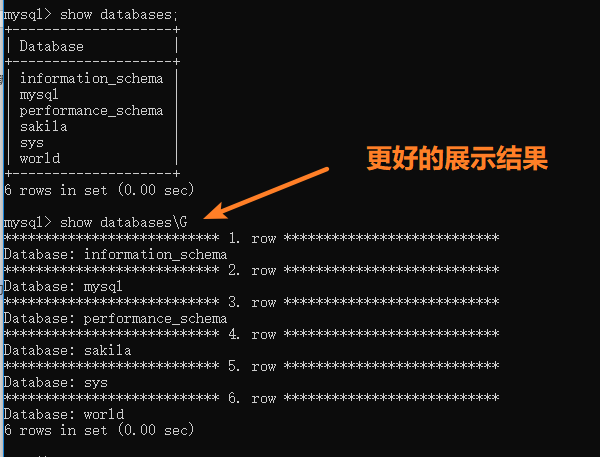 mysql> show databases;
+--------------------+
| Database           |
+--------------------+
| information_schema |
| mysql              |
| performance_schema |
| sakila             |
| sys                |
| world              |
+--------------------+
6 rows in set (0.00 sec)
更好的展示结果
mysql> show databases\G
*************************** 1. row ***************************
Database: information_schema
*************************** 2. row ***************************
Database: mysql
*************************** 3. row ***************************
Database: performance_schema
*************************** 4. row ***************************
Database: sakila
*************************** 5. row ***************************
Database: sys
*************************** 6. row ***************************
Database: world
6 rows in set (0.00 sec)